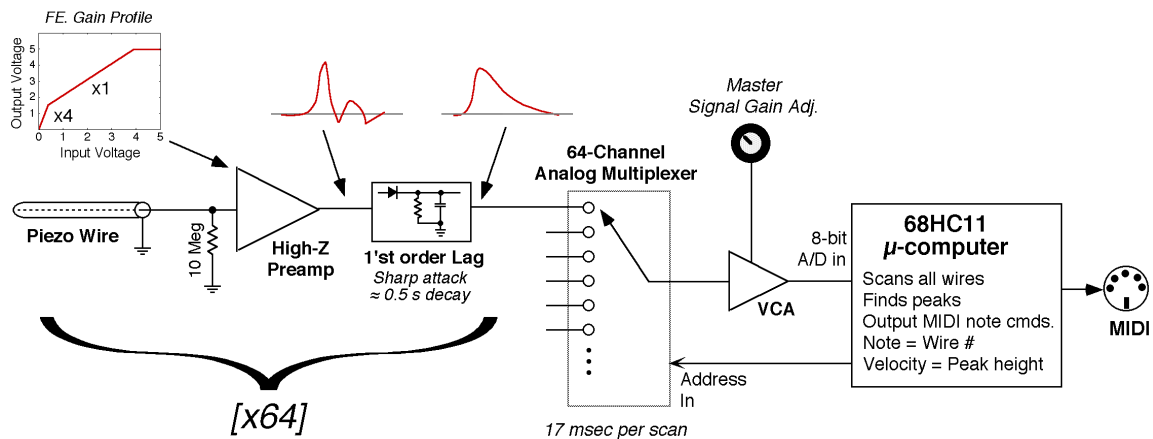 FE. Gain Profile
Output Voltage
5
4
3
2
1
x1
x4
0 1 2 3 4 5
Input Voltage
Piezo Wire
10 Meg
High-Z
Preamp
1'st order Lag
Sharp attack
≈ 0.5 s decay
[x64]
64-Channel
Analog Multiplexer
17 msec per scan
Master
Signal Gain Adj.
VCA
8-bit
A/D in
Address
In
68HC11
µ-computer
Scans all wires
Finds peaks
Output MIDI note cmds.
Note = Wire #
Velocity = Peak height
MIDI